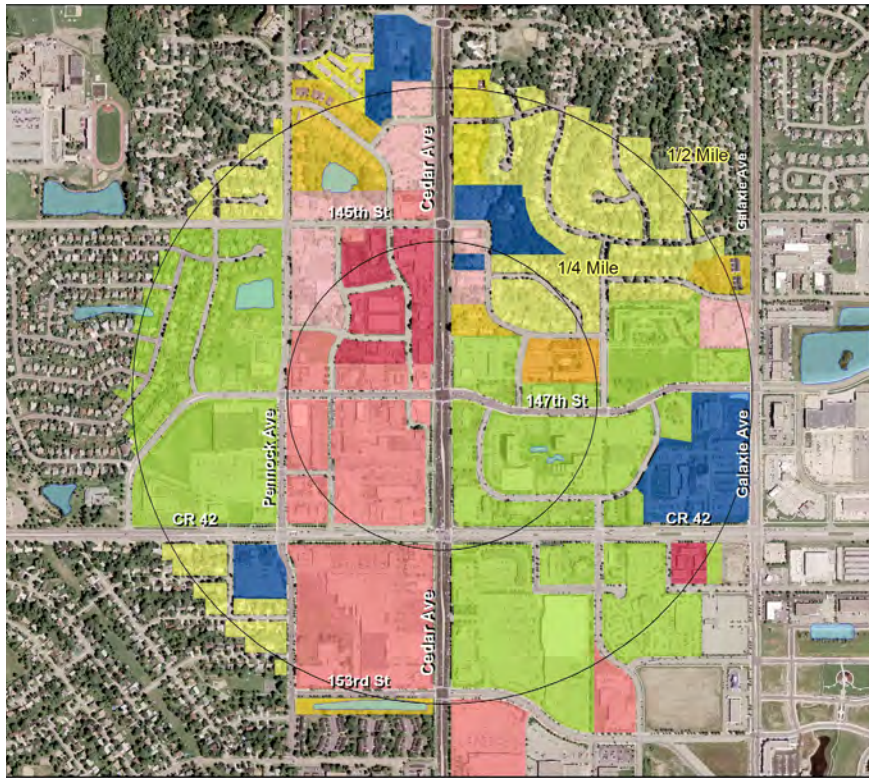 1/2 Mile
Cedar Ave
Galaxie Ave
145th St
1/4 Mile
147th St
Pennock Ave
Galaxie Ave
CR 42
CR 42
Cedar Ave
153rd St